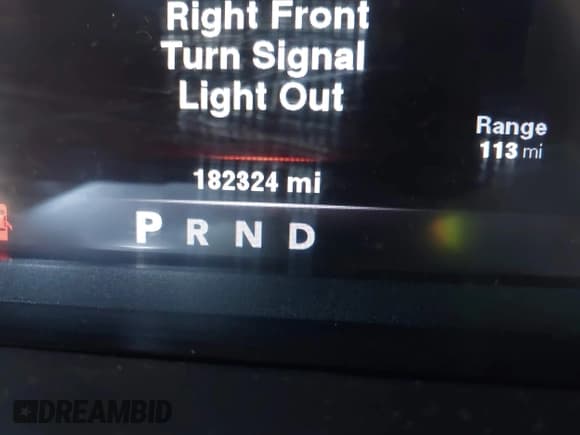 Right Front
Turn Signal
Light Out
Range
113 mi
182324 mi
P R N D
DREAMBID